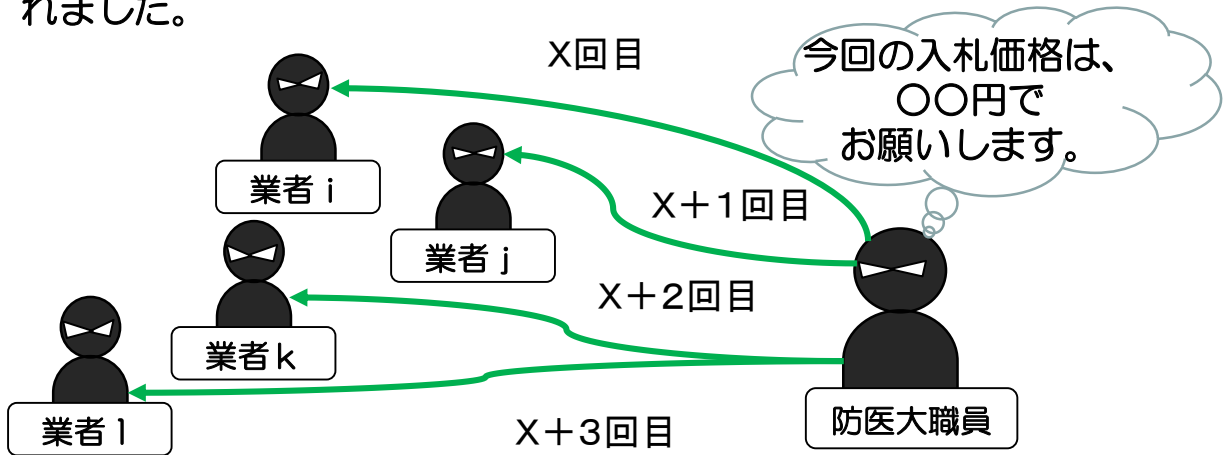 れました。
X回目
今回の入札価格は、
〇〇円で
お願いします。
業者ｉ
X＋1回目
業者ｊ
X＋2回目
業者ｋ
業者ｌ
X＋3回目
防医大職員